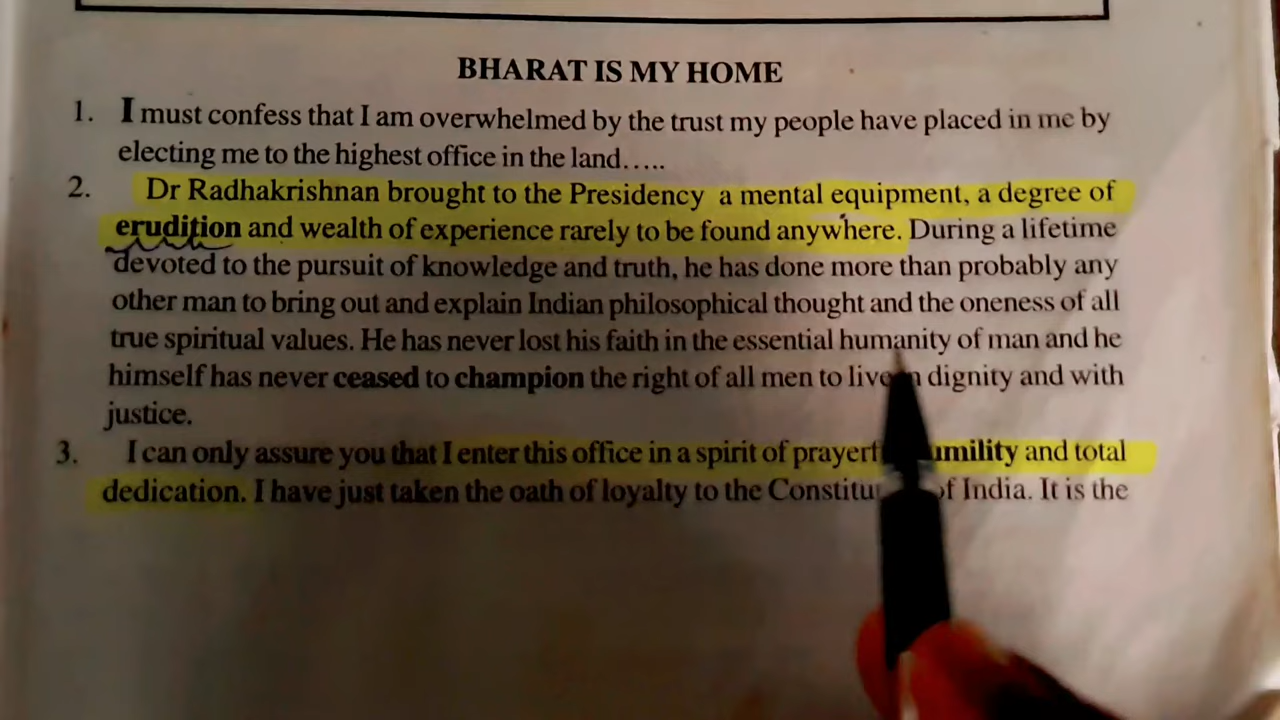 BHARAT IS MY HOME
1. I must confess that I am overwhelmed by the trust my people have placed in me by
electing me to the highest office in the land.....
2. Dr Radhakrishnan brought to the Presidency a mental equipment, a degree of
erudition and wealth of experience rarely to be found anywhere. During a lifetime
devoted to the pursuit of knowledge and truth, he has done more than probably any
other man to bring out and explain Indian philosophical thought and the oneness of all
true spiritual values. He has never lost his faith in the essential humanity of man and he
himself has never ceased to champion the right of all men to live dignity and with
justice.
3. I can only assure you that I enter this office in a spirit of and total
dedication. I have just taken the oath of loyalty to the of India. It is the